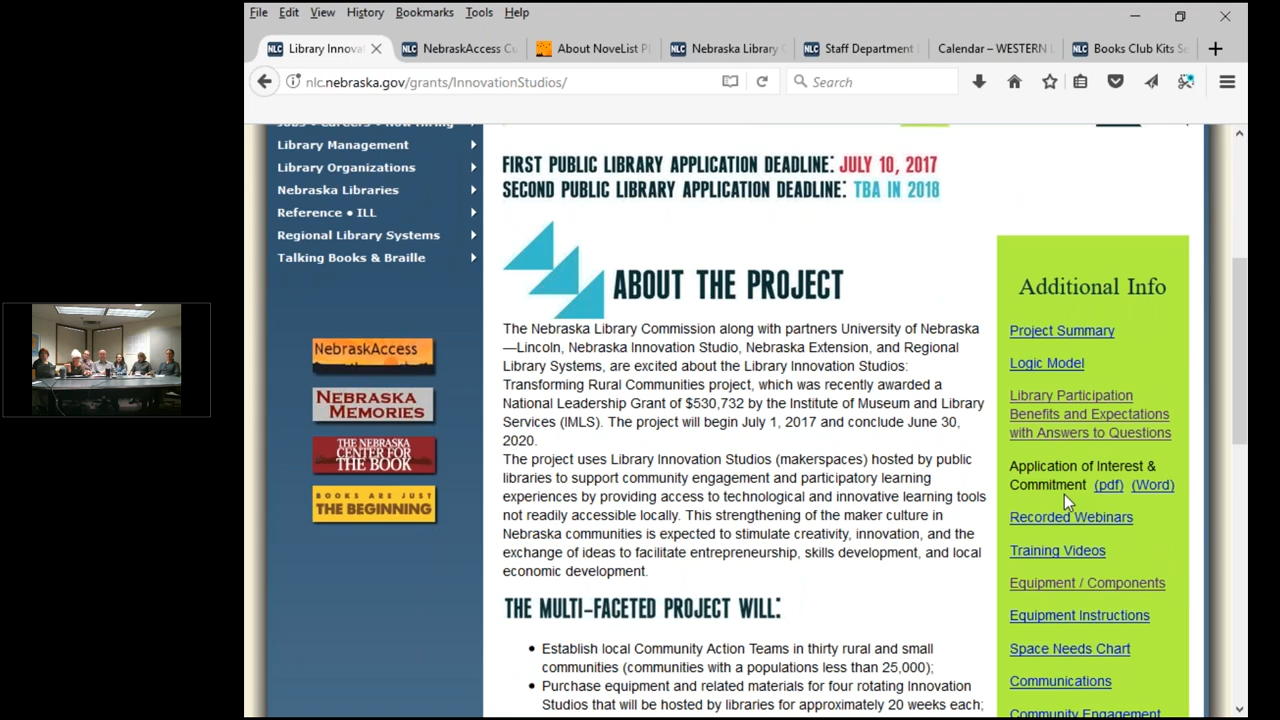 File Edit View History Bookmarks Tools Help
Library Innova
NebraskAccess Cu
About NoveList Pl
Nebraska Library C
Staff Department
Calendar – WESTERN L
Books Club Kits Se
nlc.nebraska.gov/grants/InnovationStudios/
Search
Jobs • Careers • Now Hiring
Library Management
Library Organizations
Nebraska Libraries
Reference • ILL
Regional Library Systems
Talking Books & Braille
NebraskAccess
NEBRASKA
MEMORIES
THE NEBRASKA
CENTER FOR
THE BOOK
BOOKS ARE JUST
THE BEGINNING
FIRST PUBLIC LIBRARY APPLICATION DEADLINE: JULY 10, 2017
SECOND PUBLIC LIBRARY APPLICATION DEADLINE: TBA IN 2018
ABOUT THE PROJECT
The Nebraska Library Commission along with partners University of Nebraska
—Lincoln, Nebraska Innovation Studio, Nebraska Extension, and Regional
Library Systems, are excited about the Library Innovation Studios:
Transforming Rural Communities project, which was recently awarded a
National Leadership Grant of $530,732 by the Institute of Museum and Library
Services (IMLS). The project will begin July 1, 2017 and conclude June 30,
2020.
The project uses Library Innovation Studios (makerspaces) hosted by public
libraries to support community engagement and participatory learning
experiences by providing access to technological and innovative learning tools
not readily accessible locally. This strengthening of the maker culture in
Nebraska communities is expected to stimulate creativity, innovation, and the
exchange of ideas to facilitate entrepreneurship, skills development, and local
economic development.
THE MULTI-FACETED PROJECT WILL:
• Establish local Community Action Teams in thirty rural and small
communities (communities with a populations less than 25,000);
• Purchase equipment and related materials for four rotating Innovation
Studios that will be hosted by libraries for approximately 20 weeks each;
Additional Info
Project Summary
Logic Model
Library Participation
Benefits and Expectations
with Answers to Questions
Application of Interest &
Commitment (pdf) (Word)
Recorded Webinars
Training Videos
Equipment / Components
Equipment Instructions
Space Needs Chart
Communications
Community Engagement